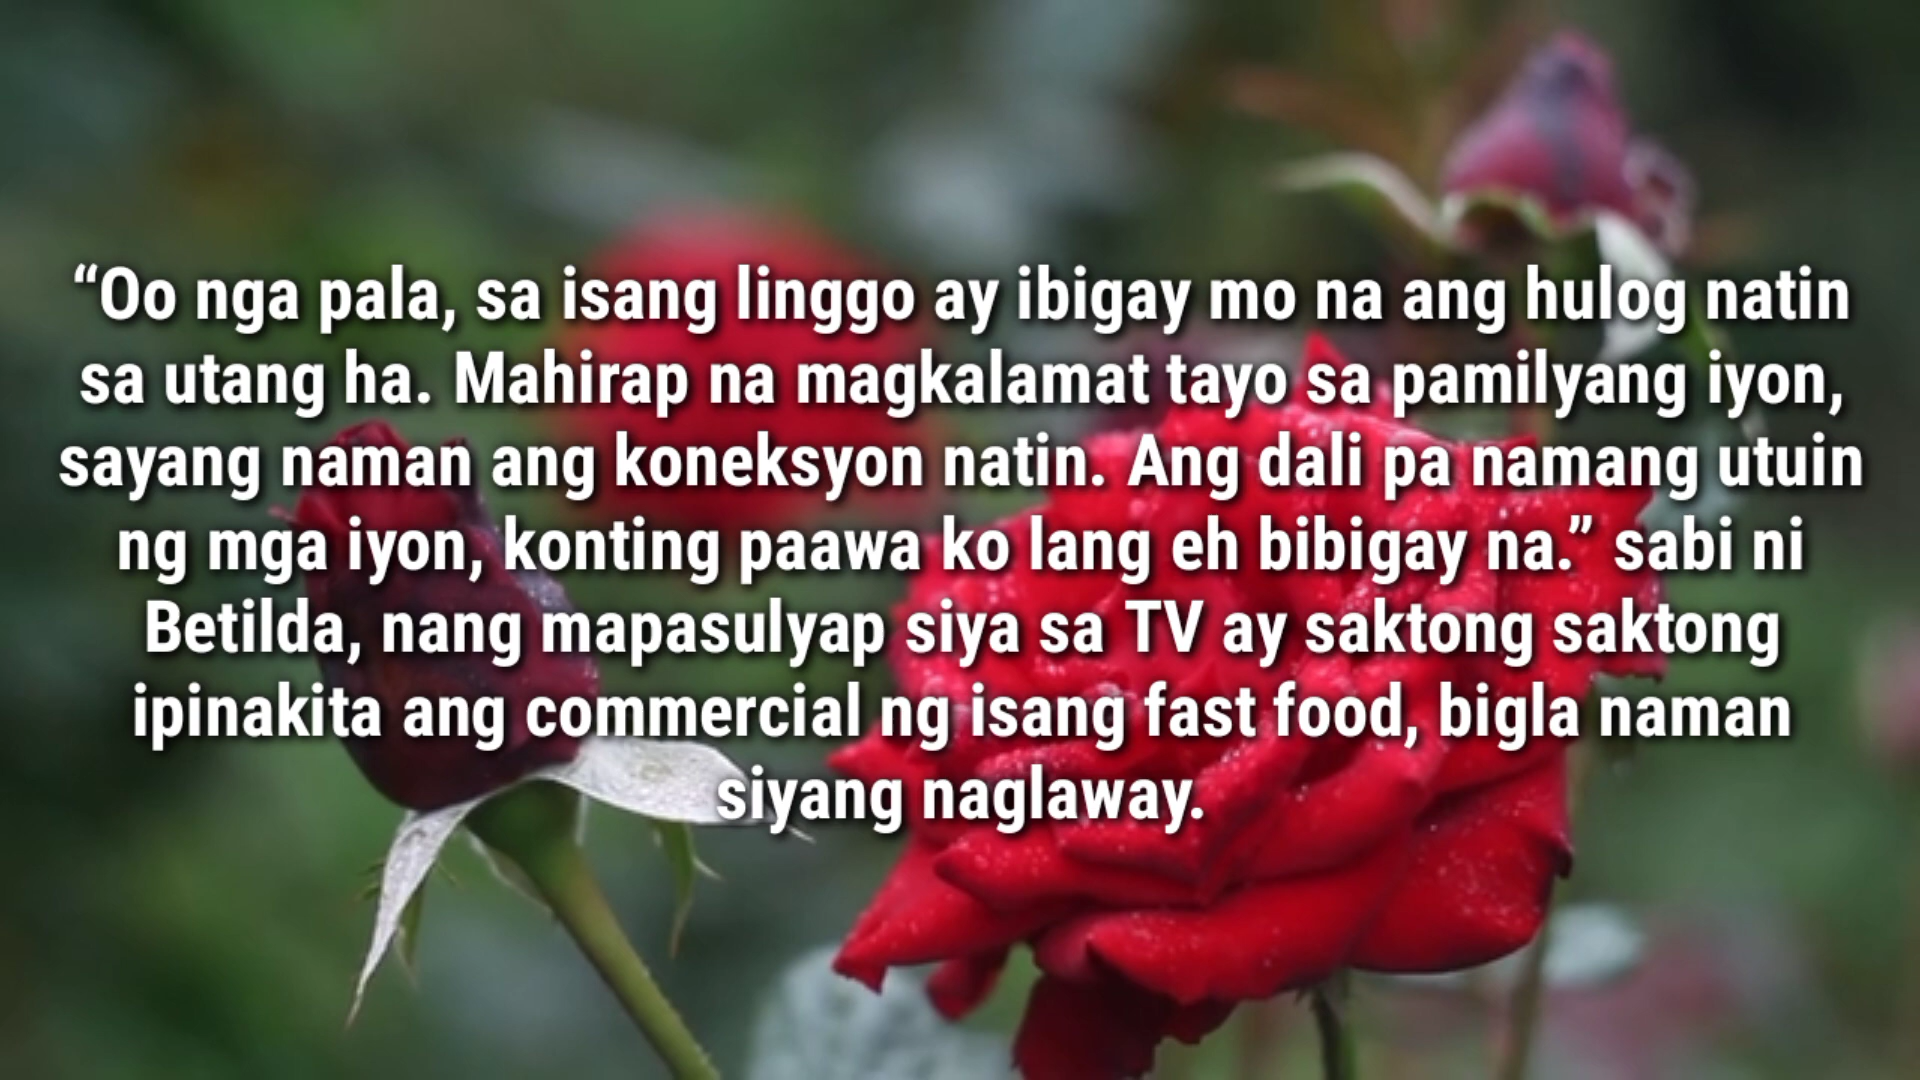 “Oo nga pala, sa isang linggo ay ibigay mo na ang hulog natin
sa utang ha. Mahirap na magkalamat tayo sa pamilyang iyon,
sayang naman ang koneksyon natin. Ang dali pa namang utuin
ng mga iyon, konting paawa ko lang eh bibigay na.” sabi ni
Betilda, nang mapasulyap siya sa TV ay saktong saktong
ipinakita ang commercial ng isang fast food, bigla naman
siyang naglaway.